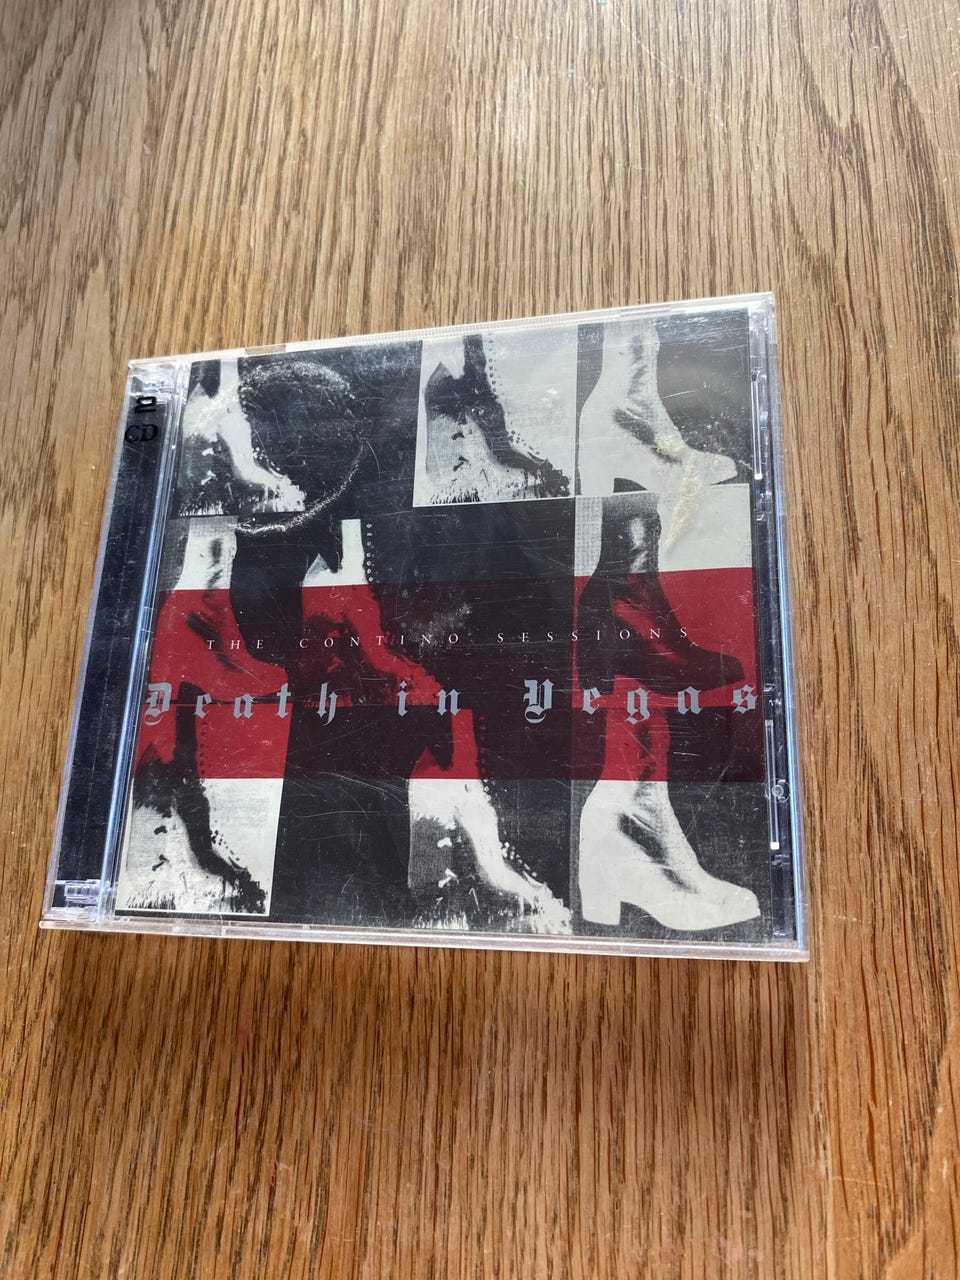 2
CD
THE CONTINO SESSIONS
Death in Vegas